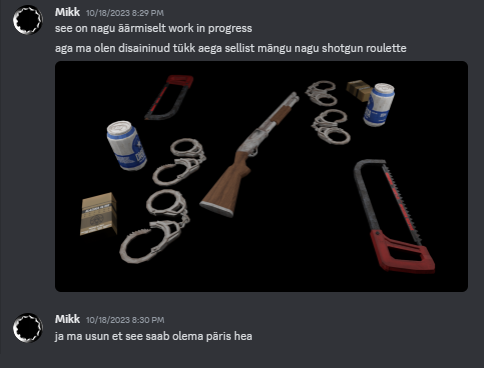 Mikk 10/18/2023 8:29 PM
see on nagu äärmiselt work in progress
aga ma olen disaininud tükk aega sellist mängu nagu shotgun roulette
Mikk 10/18/2023 8:30 PM
ja ma usun et see saab olema päris hea